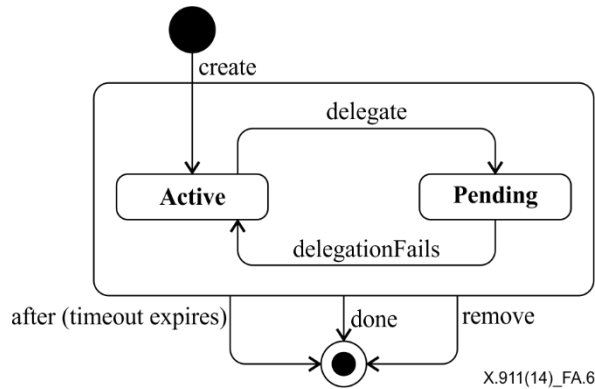 create
delegate
Active
Pending
delegationFails
after (timeout expires)
done
remove
X.911(14)_FA.6